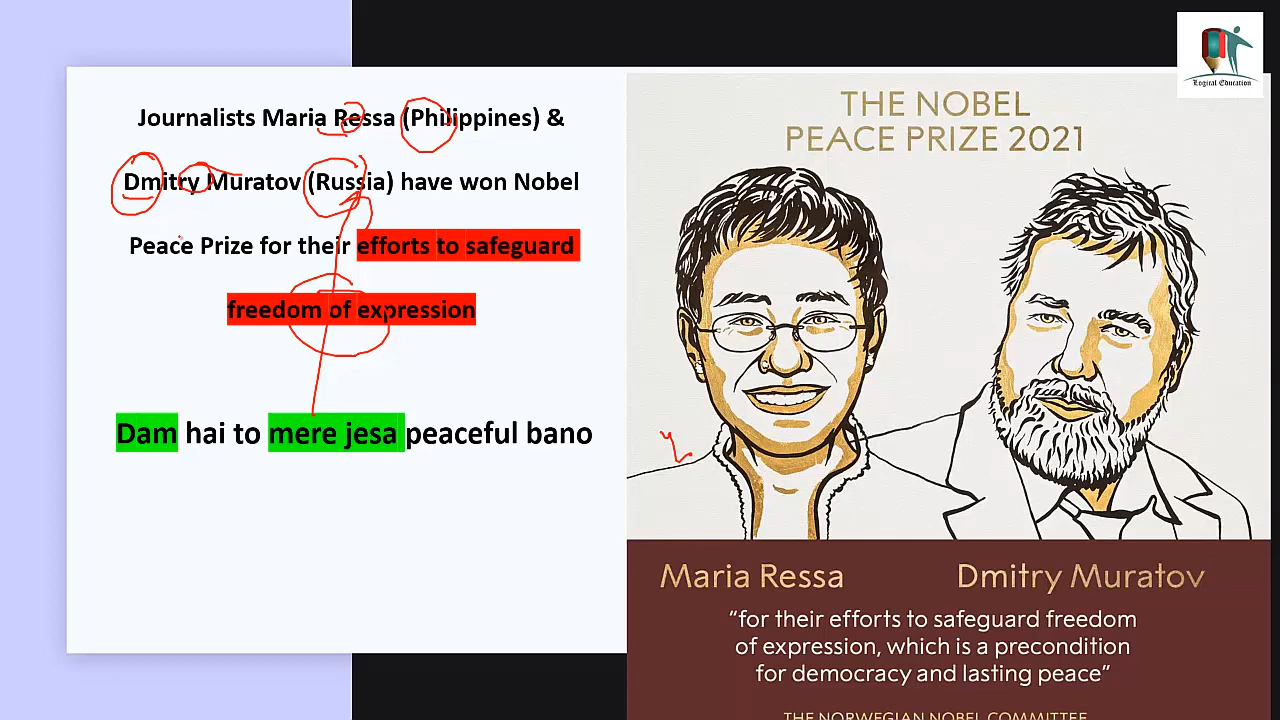 Logical Education
Journalists Maria Ressa (Philippines) &
Dmitry Muratov (Russia) have won Nobel
Peace Prize for their efforts to safeguard
freedom of expression
Dam hai to mere jesa peaceful bano
THE NOBEL
PEACE PRIZE 2021
Maria Ressa
Dmitry Muratov
“for their efforts to safeguard freedom
of expression, which is a precondition
for democracy and lasting peace”
THE NORWEGIAN NOBEL COMMITTEE